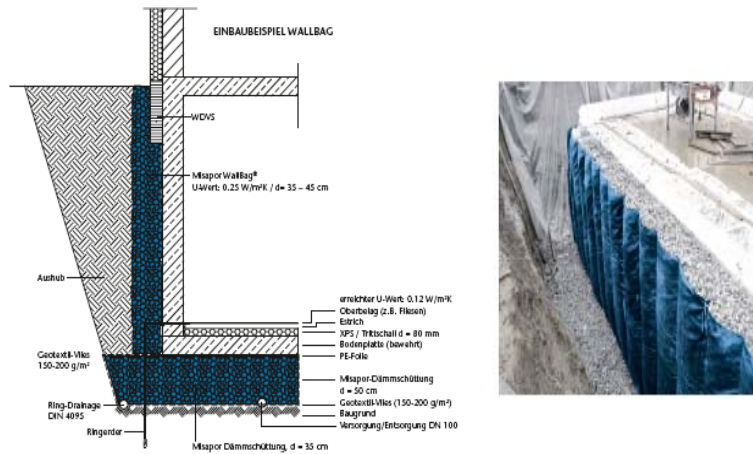 EINBAUBEISPIEL WALLBAG
WDVS
Misapor WallBag®
U-Wert: 0.25 W/m²K / d= 35 – 45 cm
Aushub
erreichter U-Wert: 0.12 W/m²K
Oberbelag (z.B. Fliesen)
Estrich
XPS / Trittschall d = 80 mm
Bodenplatte (bewehrt)
PE-Folie
Geotextil-Vlies
150-200 g/m²
Misapor-Dämmschüttung
d = 50 cm
Geotextil-Vlies (150-200 g/m²)
Baugrund
Versorgung/Entsorgung DN 100
Ring-Drainage
DIN 4095
Ringerder
Misapor Dämmschüttung, d = 35 cm